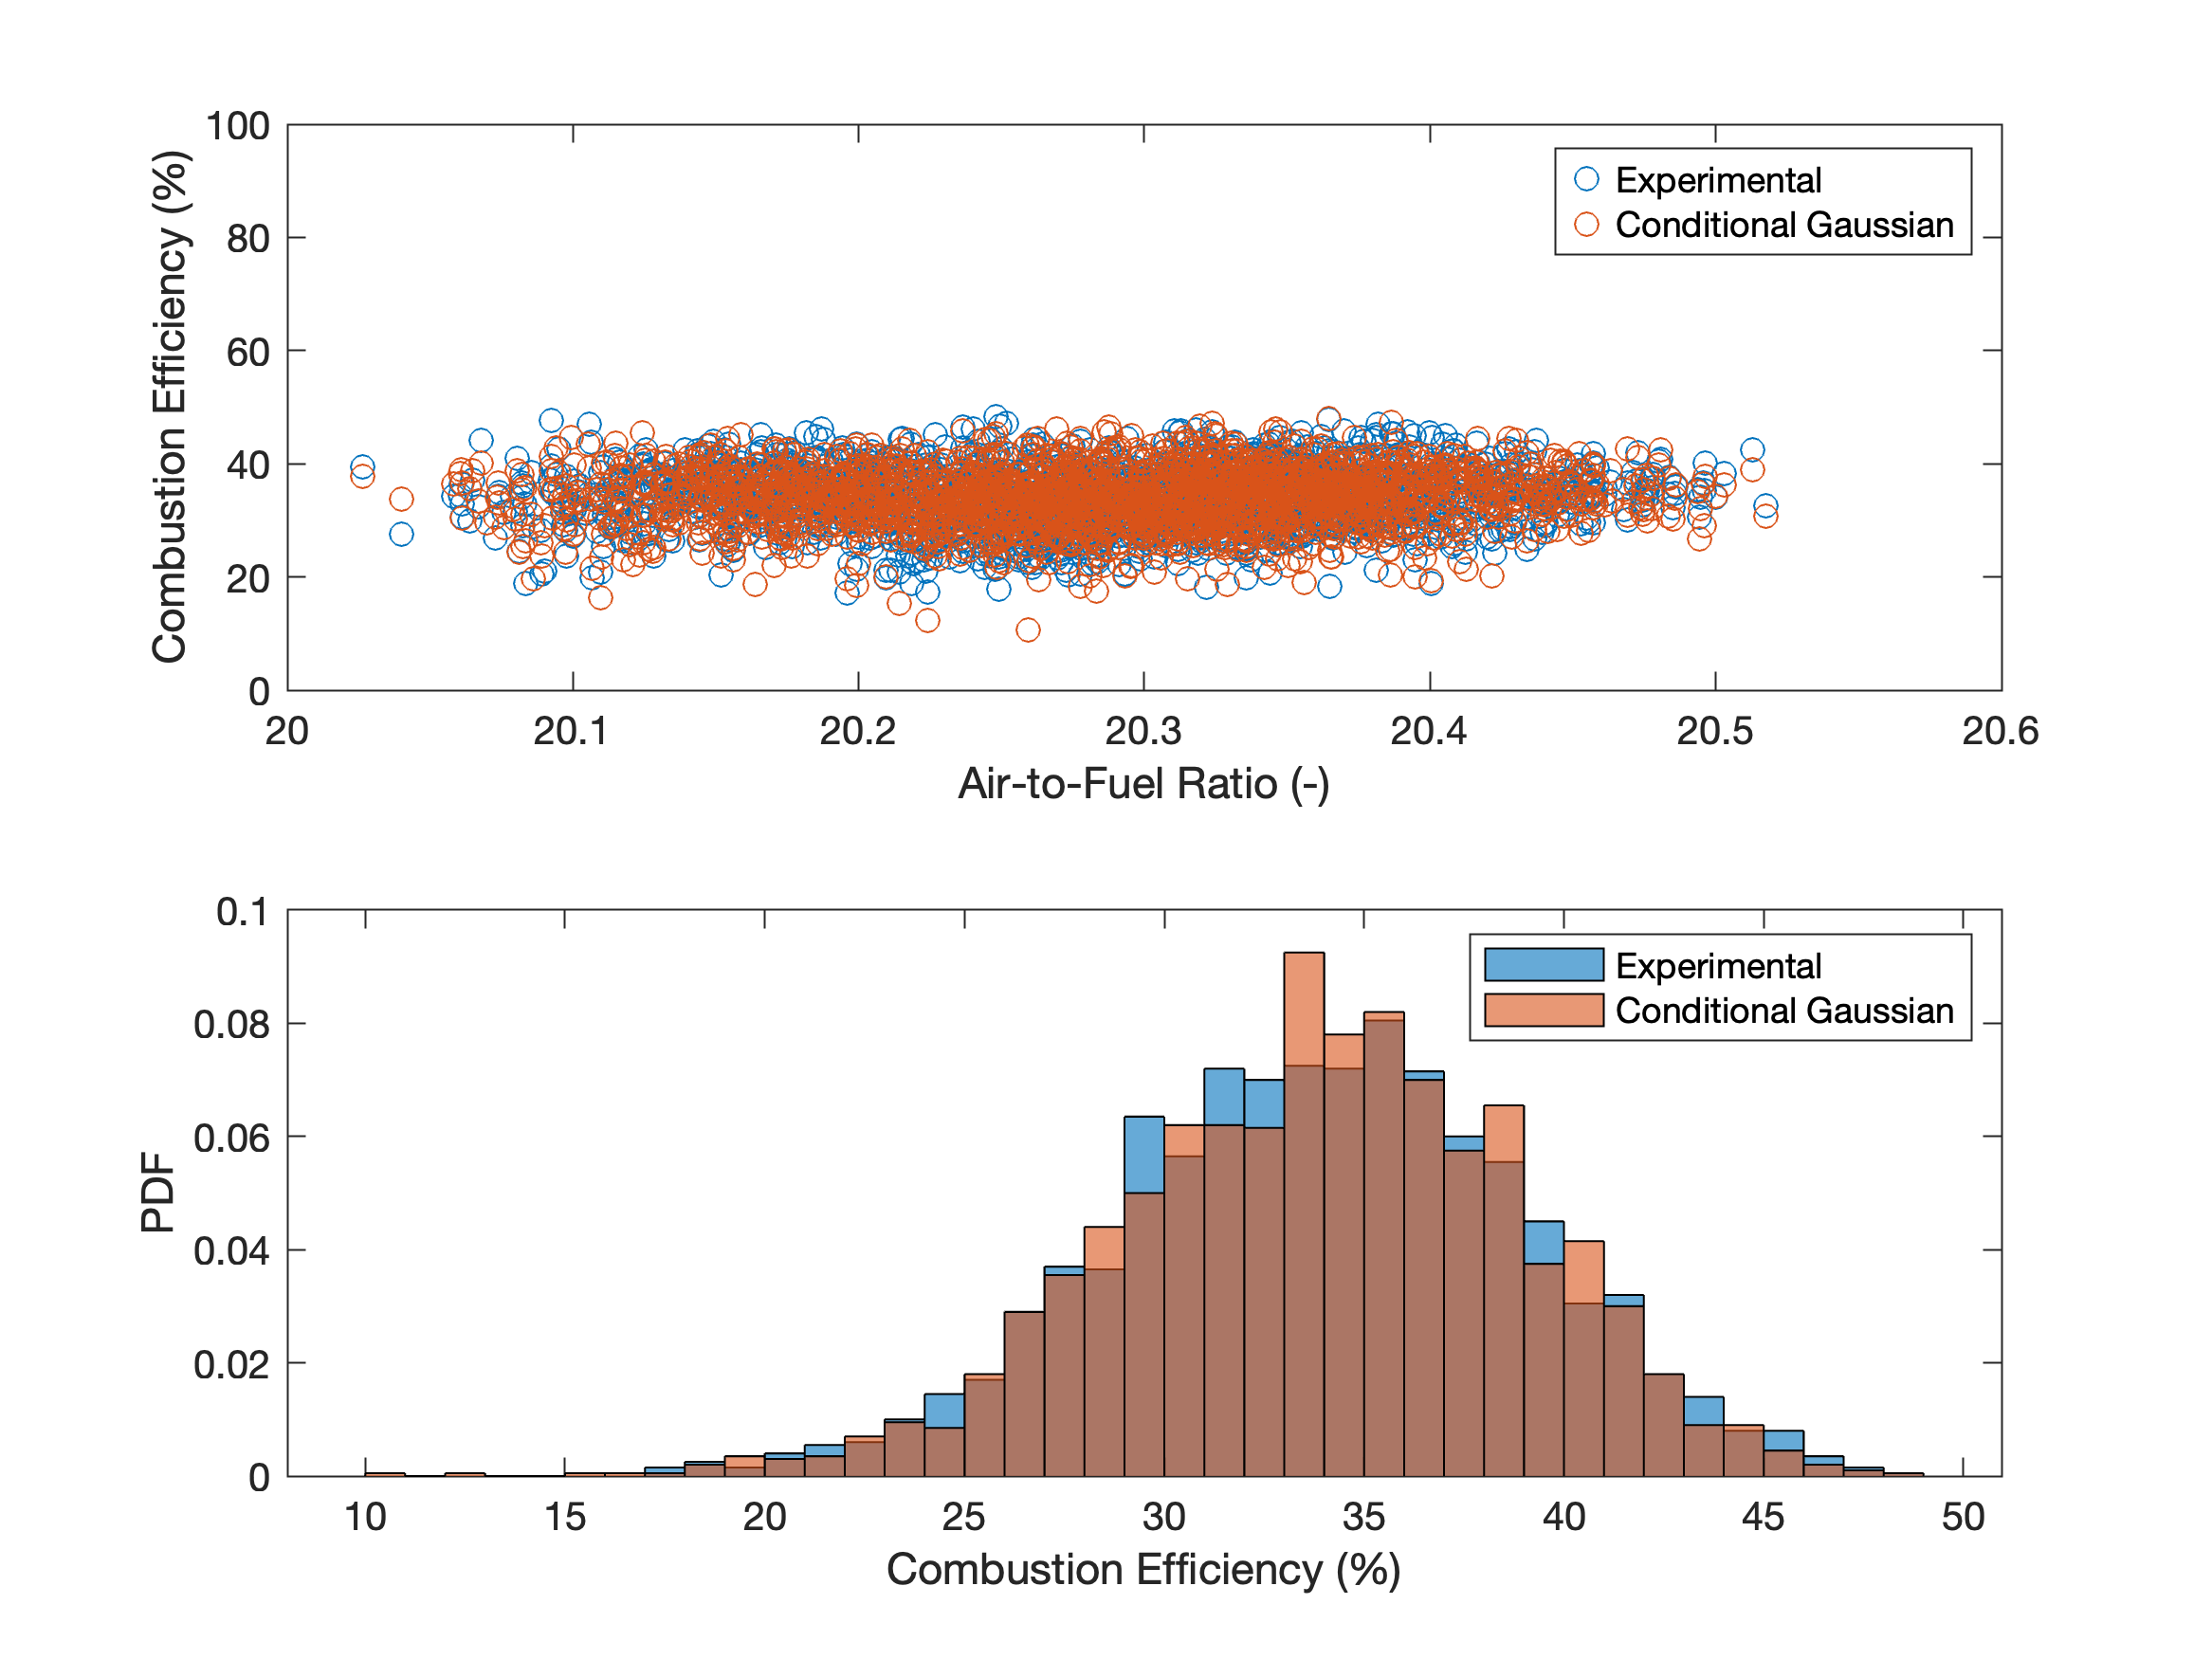 100
80
60
40
20
0
Combustion Efficiency (%)
Experimental
Conditional Gaussian
20 20.1 20.2 20.3 20.4 20.5 20.6
Air-to-Fuel Ratio (-)
0.1
0.08
0.06
0.04
0.02
0
PDF
Experimental
Conditional Gaussian
10 15 20 25 30 35 40 45 50
Combustion Efficiency (%)